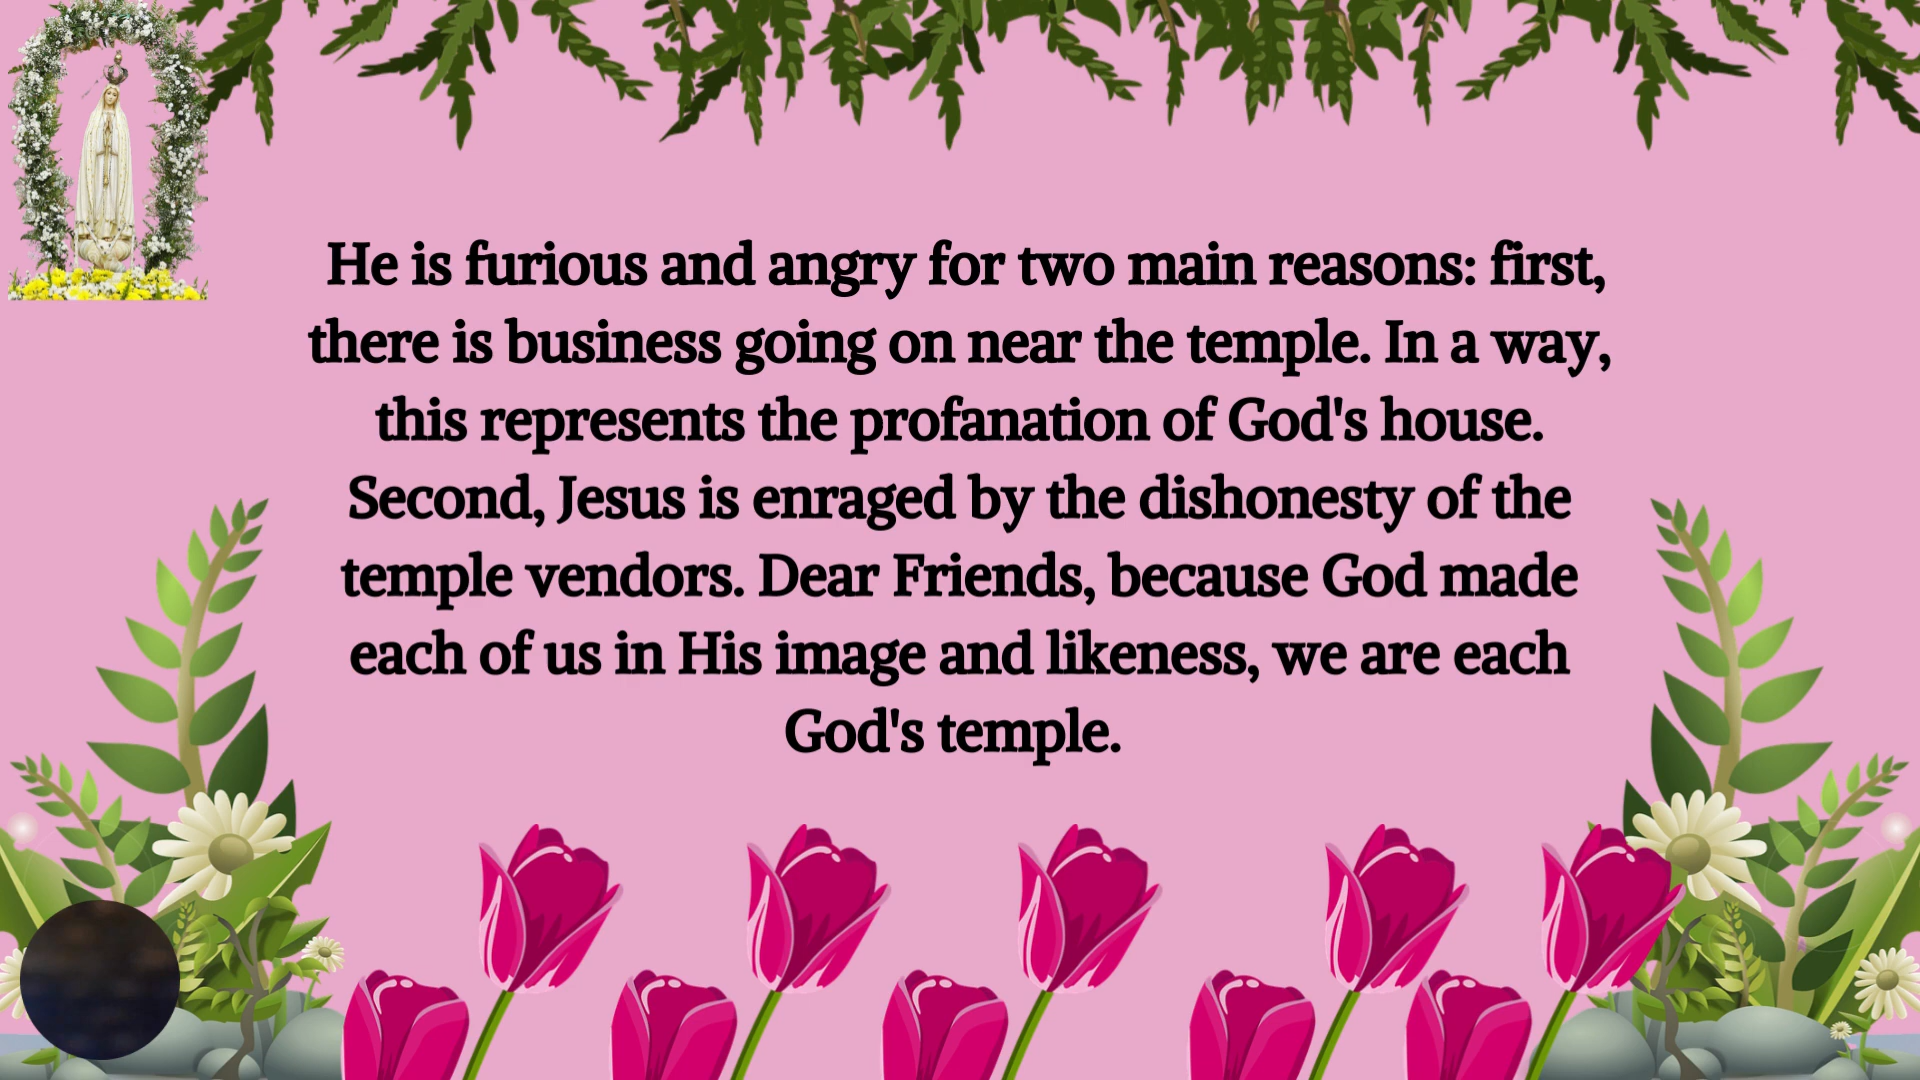 He is furious and angry for two main reasons: first,
there is business going on near the temple. In a way,
this represents the profanation of God's house.
Second, Jesus is enraged by the dishonesty of the
temple vendors. Dear Friends, because God made
each of us in His image and likeness, we are each
God's temple.